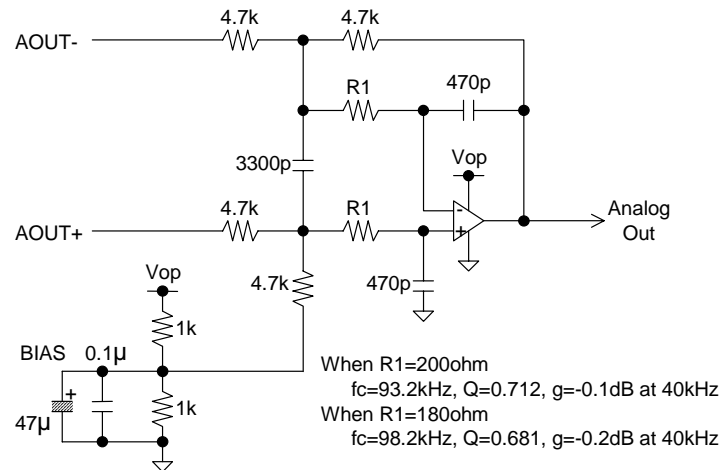 4.7k
4.7k
AOUT-
R1
470p
Vop
3300p
-
+
Analog
Out
4.7k
R1
AOUT+
4.7k
470p
Vop
1k
BIAS
0.1µ
+
47µ
1k
When R1=200ohm
fc=93.2kHz, Q=0.712, g=-0.1dB at 40kHz
When R1=180ohm
fc=98.2kHz, Q=0.681, g=-0.2dB at 40kHz